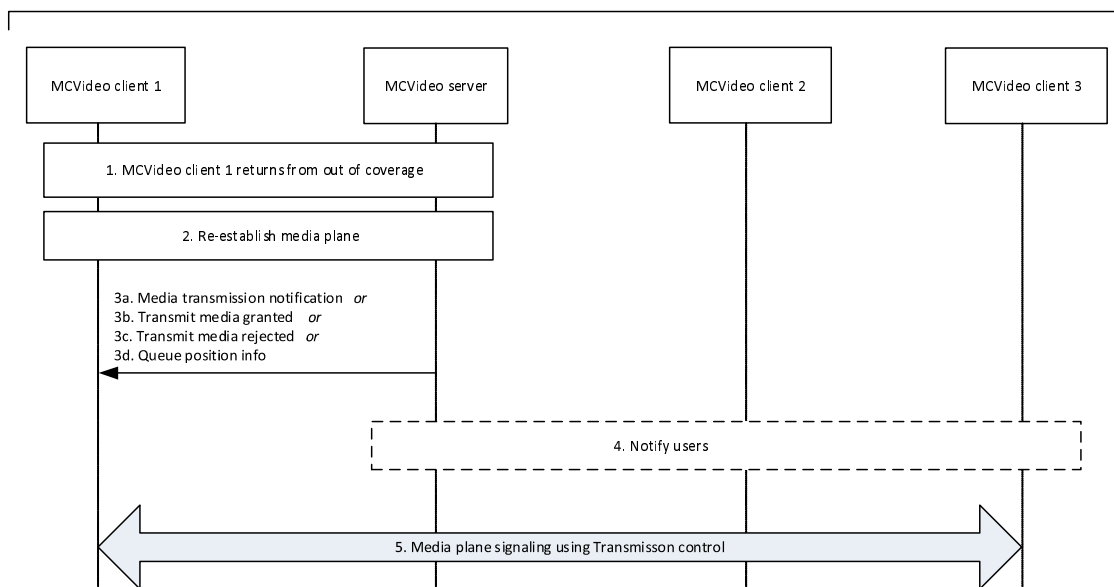 MCVideo client 1
MCVideo server
MCVideo client 2
MCVideo client 3
1. MCVideo client 1 returns from out of coverage
2. Re-establish media plane
3a. Media transmission notification or
3b. Transmit media granted or
3c. Transmit media rejected or
3d. Queue position info
4. Notify users
5. Media plane signaling using Transmisson control